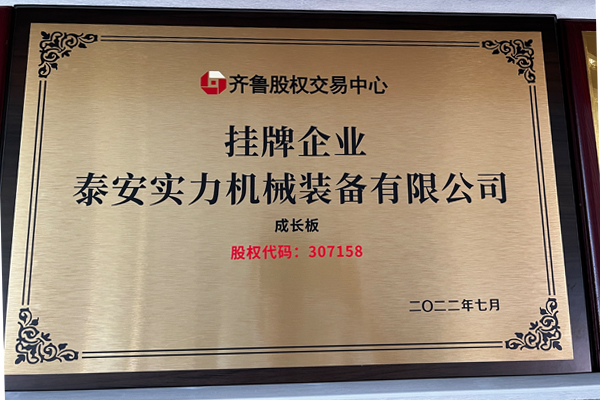 齐鲁股权交易中心
挂牌企业
泰安实力机械装备有限公司
成长板
股权代码：307158
二〇二二年七月